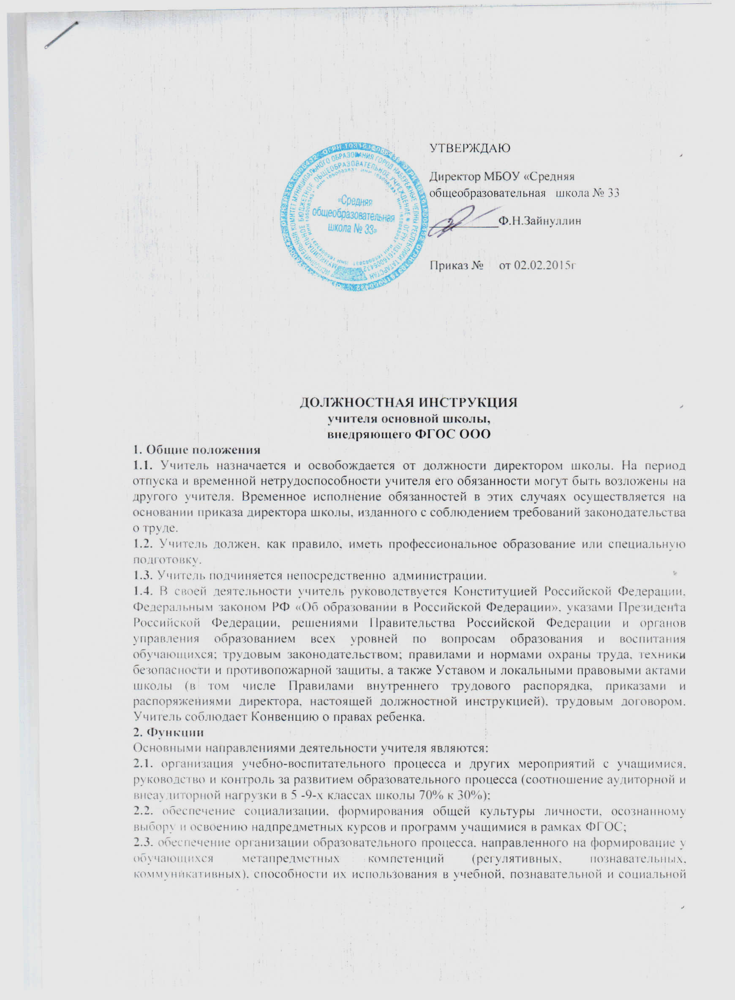 УТВЕРЖДАЮ
Директор МБОУ «Средняя
общеобразовательная школа № 33
Ф.Н.Зайнуллин
Приказ № от 02.02.2015г
«Средняя
общеобразовательная
школа № 33»
ДОЛЖНОСТНАЯ ИНСТРУКЦИЯ
учителя основной школы,
внедряющего ФГОС ООО
1. Общие положения
1.1. Учитель назначается и освобождается от должности директором школы. На период
отпуска и временной нетрудоспособности учителя его обязанности могут быть возложены на
другого учителя. Временное исполнение обязанностей в этих случаях осуществляется на
основании приказа директора школы, изданного с соблюдением требований законодательства
о труде.
1.2. Учитель должен, как правило, иметь профессиональное образование или специальную
подготовку.
1.3. Учитель подчиняется непосредственно администрации.
1.4. В своей деятельности учитель руководствуется Конституцией Российской Федерации,
Федеральным законом РФ «Об образовании в Российской Федерации», указами Президента
Российской Федерации, решениями Правительства Российской Федерации и органов
управления образованием всех уровней по вопросам образования и воспитания
обучающихся; трудовым законодательством; правилами и нормами охраны труда, техники
безопасности и противопожарной защиты, а также Уставом и локальными правовыми актами
школы (в том числе Правилами внутреннего трудового распорядка, приказами и
распоряжениями директора, настоящей должностной инструкцией), трудовым договором.
Учитель соблюдает Конвенцию о правах ребенка.
2. Функции
Основными направлениями деятельности учителя являются:
2.1. организация учебно-воспитательного процесса и других мероприятий с учащимися,
руководство и контроль за развитием образовательного процесса (соотношение аудиторной и
внеаудиторной нагрузки в 5 -9-х классах школы 70% к 30%);
2.2. обеспечение социализации, формирования общей культуры личности, осознанному
выбору и освоению надпредметных курсов и программ учащимися в рамках ФГОС;
2.3. обеспечение организации образовательного процесса, направленного на формирование у
обучающихся метапредметных компетенций (регулятивных, познавательных,
коммуникативных), способности их использования в учебной, познавательной и социальной